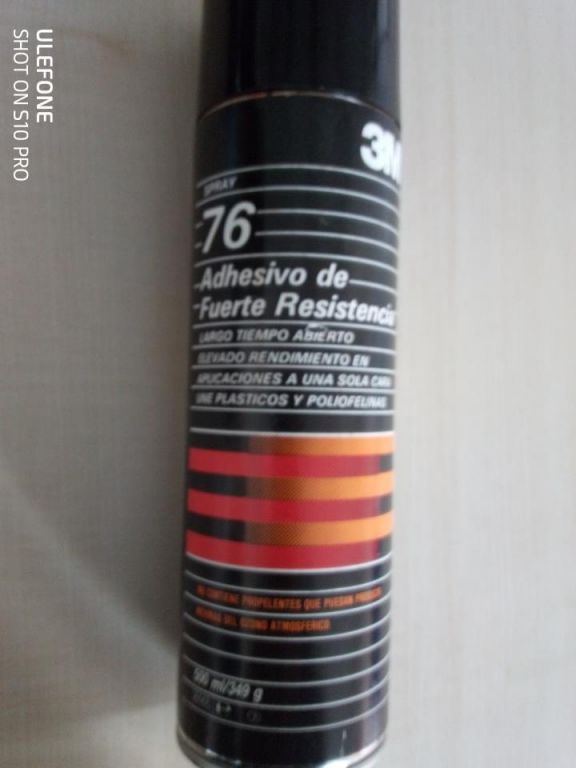 ULEFONE
SHOT ON S10 PRO
3M
SPRAY
76
Adhesivo de
Fuerte Resistencia
LARGO TIEMPO ABIERTO
ELEVADO RENDIMIENTO EN
APLICACIONES A UNA SOLA CARA
UNE PLASTICOS Y POLIOFELINAS
NO CONTIENE PROPELENTES QUE PUEDAN PRODUCIR
DEL OZONO ATMOSFERICO
500 ml/349 g